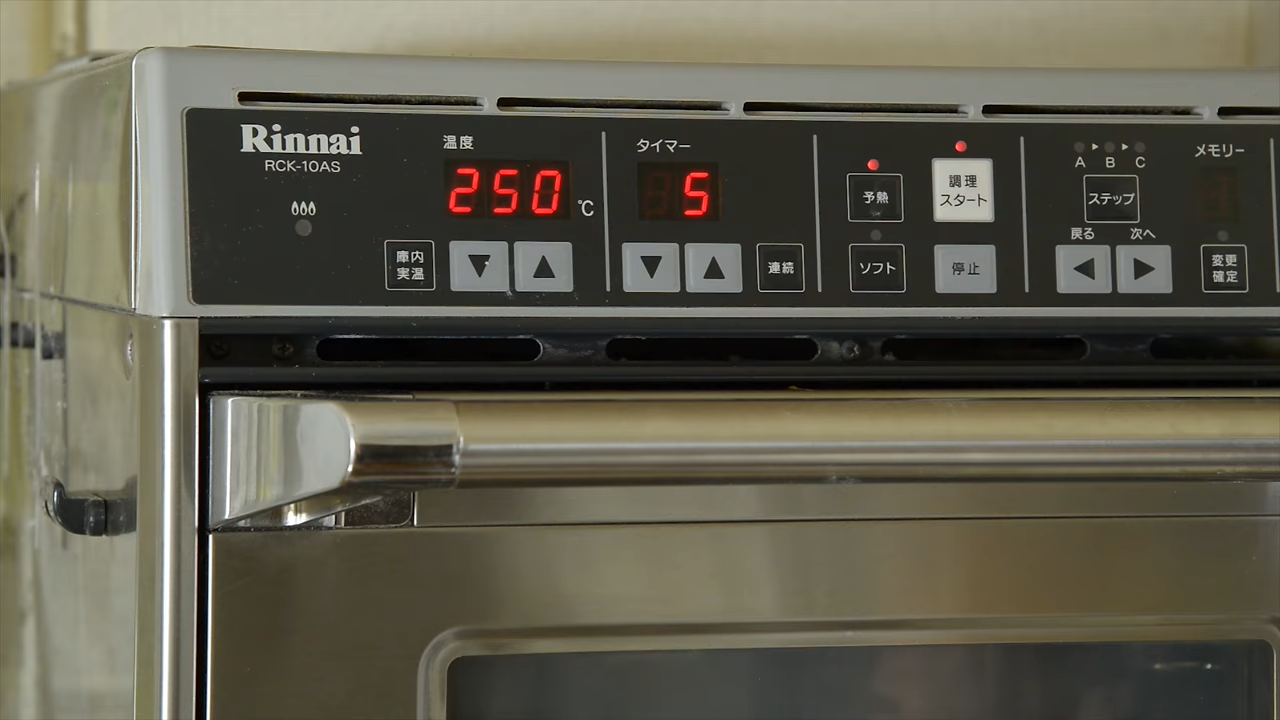 Rinnai
RCK-10AS
温度
250
℃
庫内
実温
▼
▲
タイマー
5
▼
▲
連続
予熱
調理
スタート
ソフト
停止
A ▶ B ▶ C
ステップ
戻る
次へ
◀
▶
メモリー
変更
確定